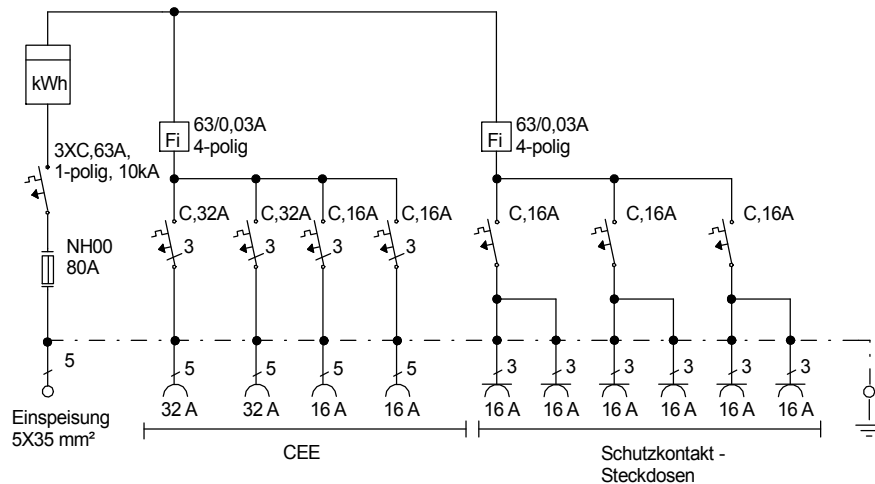 kWh
3XC,63A,
1-polig, 10kA
NH00
80A
5
Einspeisung
5X35 mm²
Fi
63/0,03A
4-polig
C,32A
C,32A
C,16A
C,16A
3
3
3
3
5
5
5
5
32 A
32 A
16 A
16 A
CEE
Fi
63/0,03A
4-polig
C,16A
C,16A
C,16A
3
3
3
3
3
3
16 A
16 A
16 A
16 A
16 A
16 A
Schutzkontakt -
Steckdosen